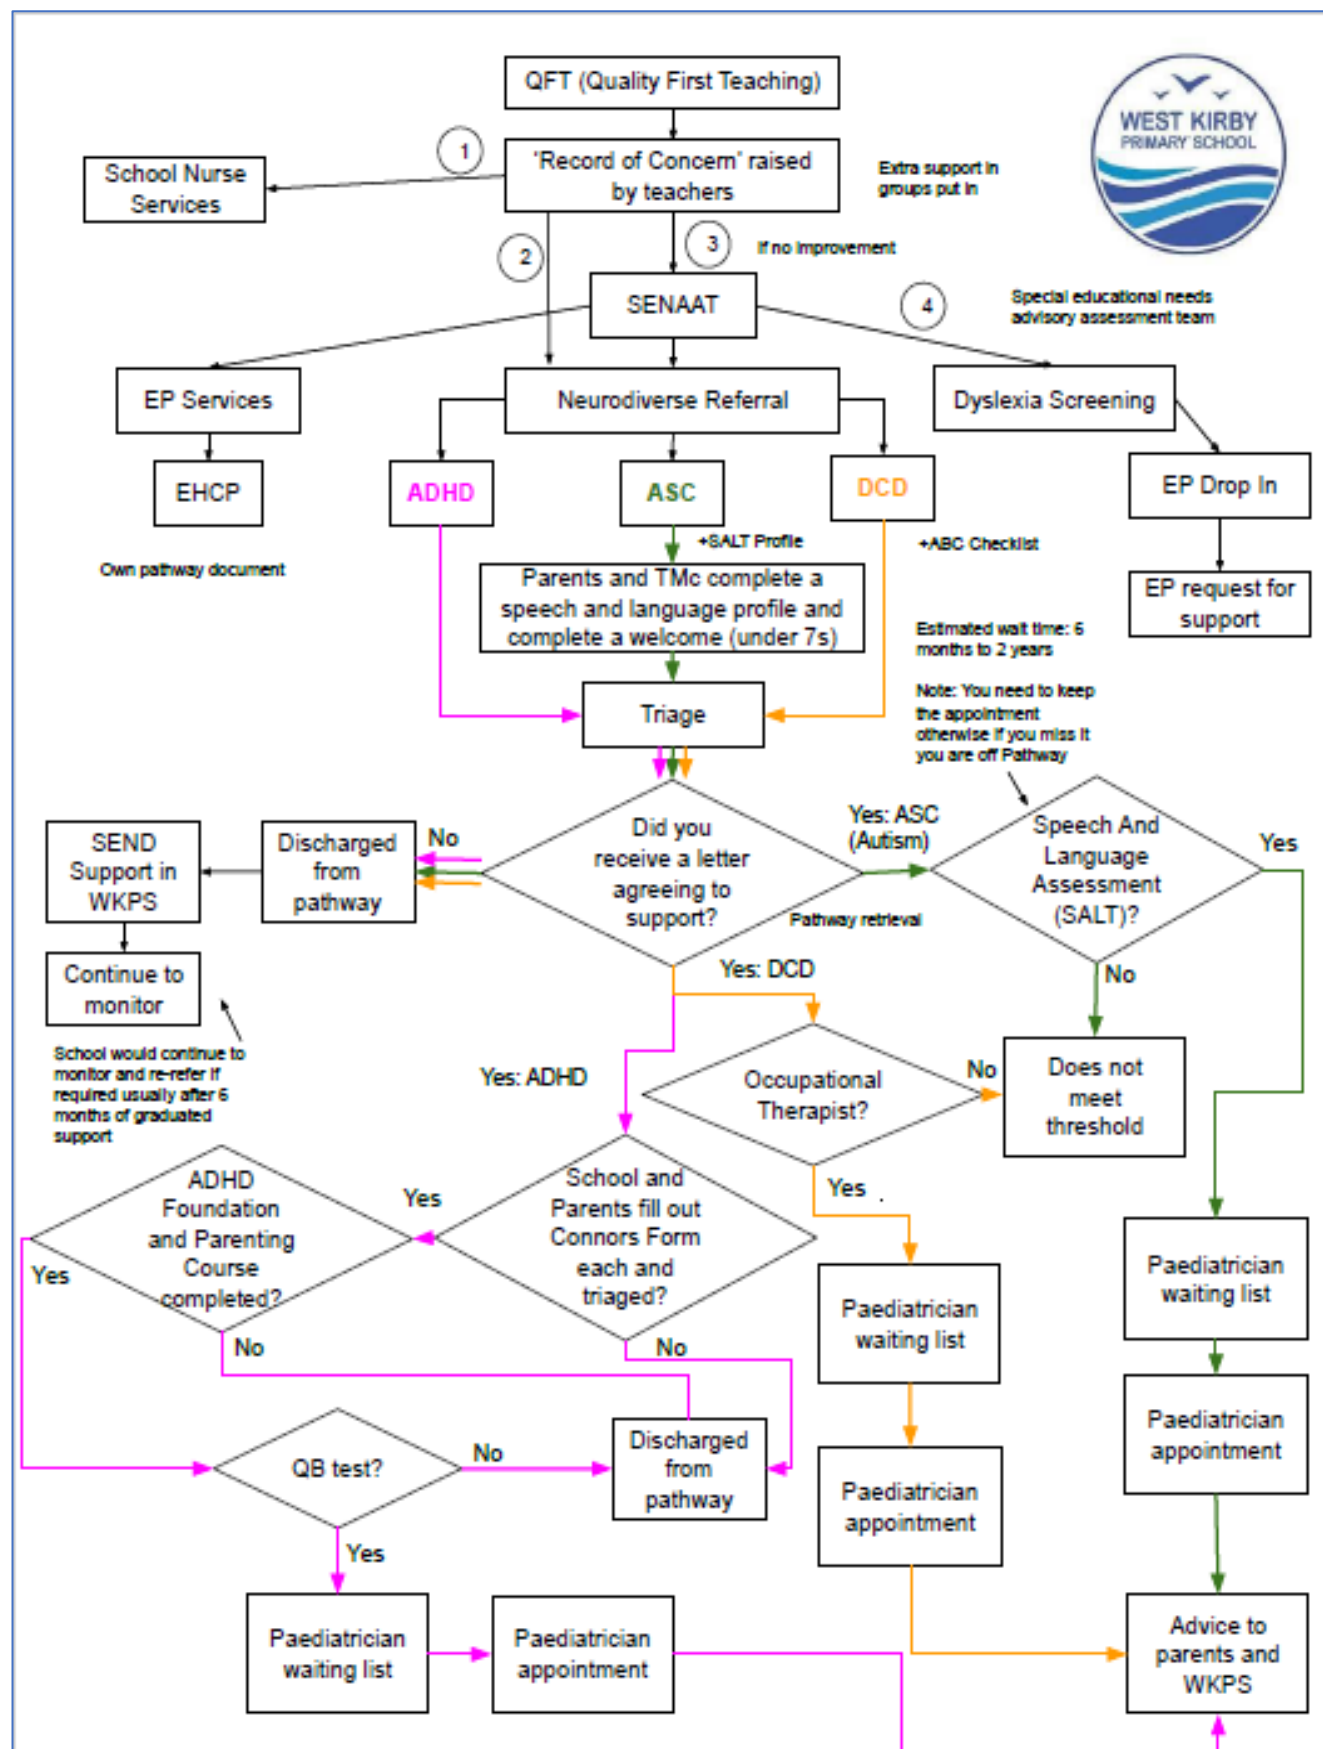 QFT (Quality First Teaching)
WEST KIRBY
PRIMARY SCHOOL
1
'Record of Concern' raised
by teachers
School Nurse
Services
Extra support in
groups put in
2
3
If no improvement
SENAAT
4
Special educational needs
advisory assessment team
EP Services
Neurodiverse Referral
Dyslexia Screening
EHCP
ADHD
ASC
DCD
EP Drop In
Own pathway document
+SALT Profile
+ABC Checklist
Parents and TMc complete a
speech and language profile and
complete a welcome (under 7s)
EP request for
support
Estimated wait time: 6
months to 2 years
Note: You need to keep
the appointment
otherwise if you miss it
you are off Pathway
Triage
Did you
receive a letter
agreeing to
support?
No
Discharged
from
pathway
SEND
Support in
WKPS
Continue to
monitor
School would continue to
monitor and re-refer if
required usually after 6
months of graduated
support
Yes: ASC
(Autism)
Pathway retrieval
Speech And
Language
Assessment
(SALT)?
Yes
No
Does not
meet
threshold
Yes: DCD
Occupational
Therapist?
No
Yes
Yes: ADHD
School and
Parents fill out
Connors Form
each and
triaged?
Yes
No
ADHD
Foundation
and Parenting
Course
completed?
Yes
No
QB test?
No
Yes
Discharged
from
pathway
Paediatrician
waiting list
Paediatrician
appointment
Paediatrician
waiting list
Paediatrician
appointment
Paediatrician
waiting list
Paediatrician
appointment
Advice to
parents and
WKPS